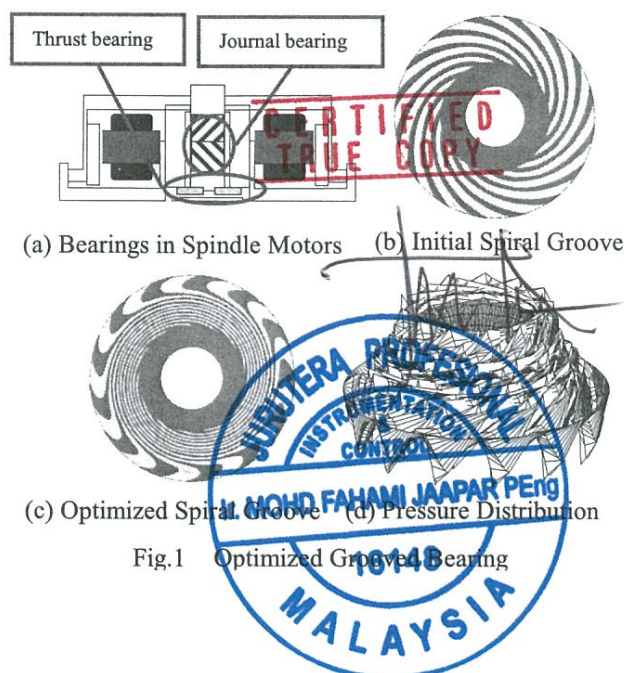 Thrust bearing
Journal bearing
CERTIFIED
TRUE COPY
(a) Bearings in Spindle Motors
(b) Initial Spiral Groove
JURUTERA PROFESIONAL
INSTRUMENTATION
&
CONTROL
Ir. MOHD FAHAMI JAAPAR PEng
(c) Optimized Spiral Groove
(d) Pressure Distribution
Fig.1 Optimized Grooved Bearing
16148
MALAYSIA